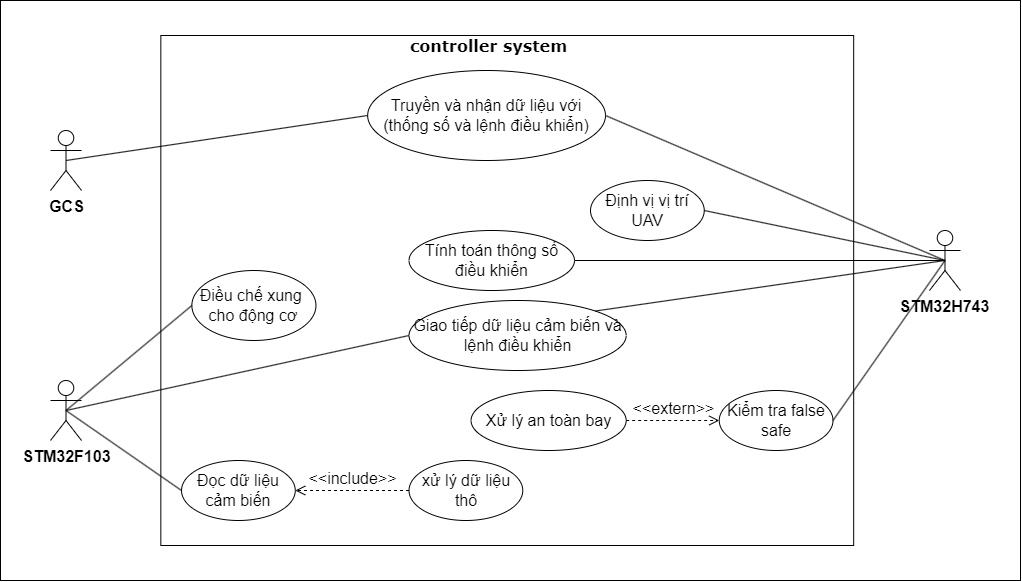 controller system
Truyền và nhận dữ liệu với
(thống số và lệnh điều khiển)
GCS
Định vị vị trí
UAV
Tính toán thông số
điều khiển
STM32H743
Điều chế xung
cho động cơ
Giao tiếp dữ liệu cảm biến và
lệnh điều khiển
Xử lý an toàn bay
<<extern>>
Kiểm tra false
safe
STM32F103
Đọc dữ liệu
cảm biến
<<include>>
xử lý dữ liệu
thô